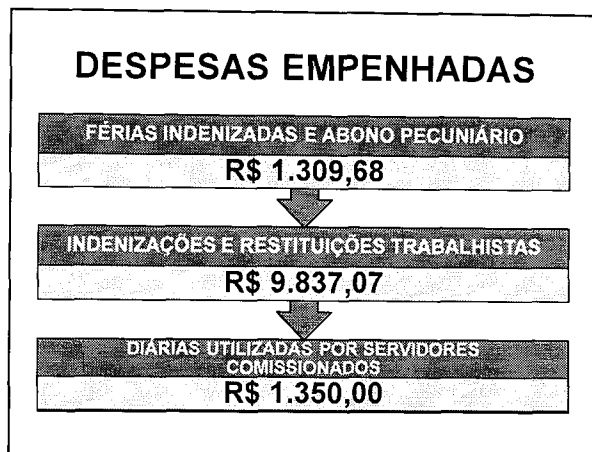 DESPESAS EMPENHADAS
FÉRIAS INDENIZADAS E ABONO PECUNIÁRIO
R$ 1.309,68
INDENIZAÇÕES E RESTITUIÇÕES TRABALHISTAS
R$ 9.837,07
DIÁRIAS UTILIZADAS POR SERVIDORES
COMISSIONADOS
R$ 1.350,00